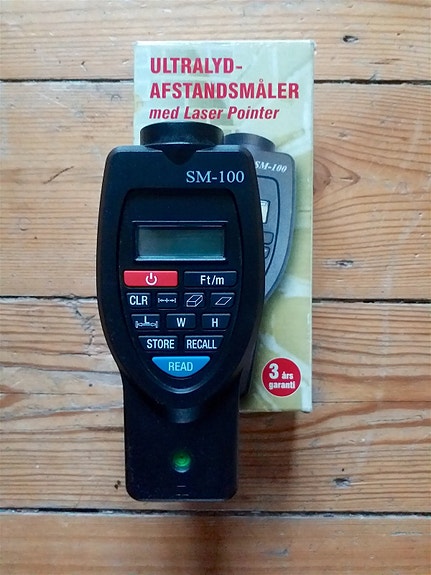 ULTRALYD-
AFSTANDSMÅLER
med Laser Pointer
SM-100
SM-100
Ft/m
CLR
L
W
H
STORE
RECALL
READ
3 års
garanti